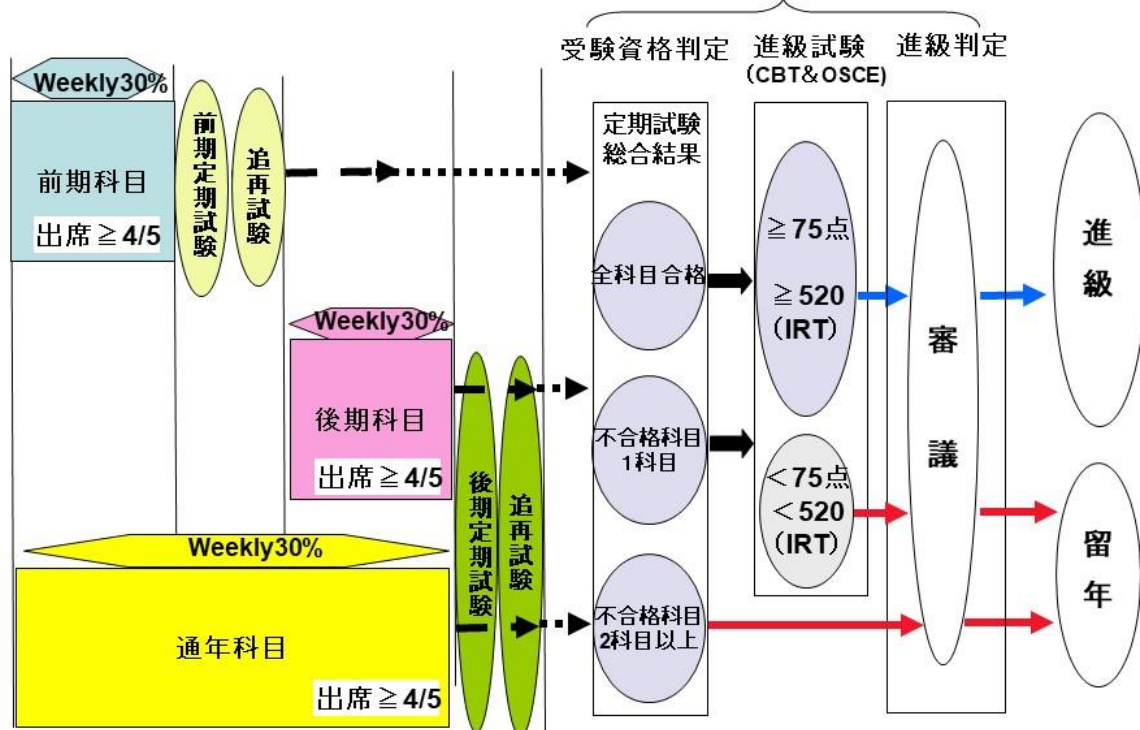 受験資格判定
進級試験
(CBT&OSCE)
進級判定
Weekly30%
前期科目
出席≧4/5
前期定期試験
追再試験
Weekly30%
後期科目
出席≧4/5
Weekly30%
通年科目
出席≧4/5
後期定期試験
追再試験
定期試験
総合結果
全科目合格
不合格科目
1科目
不合格科目
2科目以上
≧75点
≧520
(IRT)
<75点
<520
(IRT)
審議
進級
留年